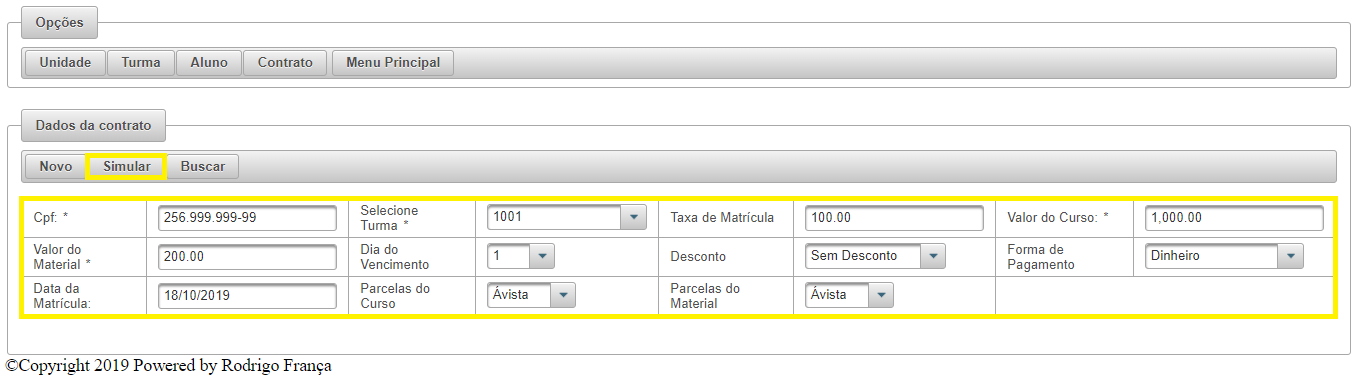 Opções
Unidade Turma Aluno Contrato Menu Principal
Dados da contrato
Novo Simular Buscar
Cpf: * 256.999.999-99 Selecione Turma * 1001 Taxa de Matrícula 100.00 Valor do Curso: * 1,000.00
Valor do Material * 200.00 Dia do Vencimento 1 Desconto Sem Desconto Forma de Pagamento Dinheiro
Data da Matrícula: 18/10/2019 Parcelas do Curso Ávista Parcelas do Material Ávista
©Copyright 2019 Powered by Rodrigo França